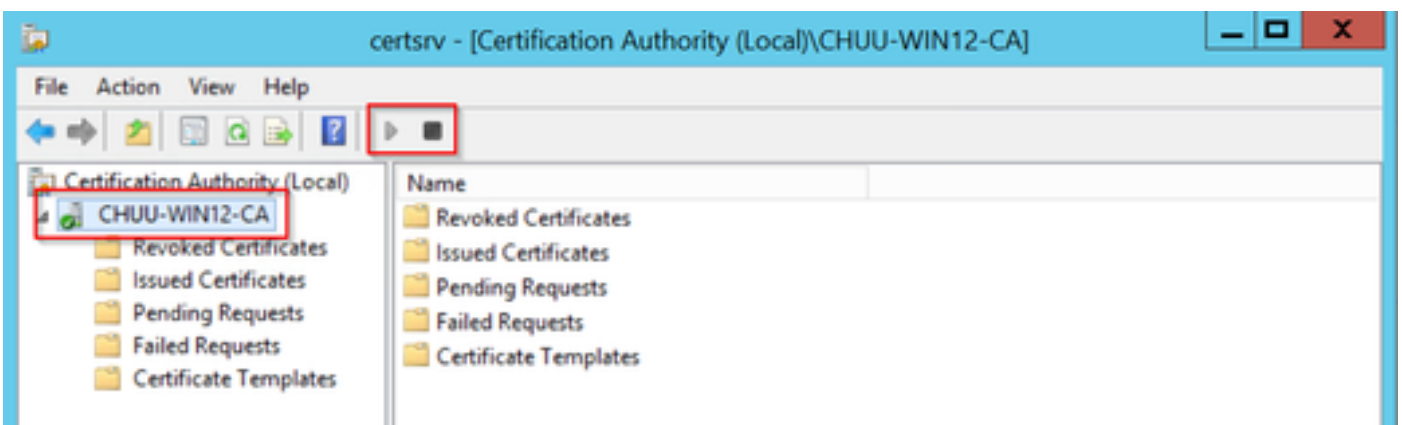 certsrv - [Certification Authority (Local)\CHUU-WIN12-CA]
File Action View Help
Certification Authority (Local)
CHUU-WIN12-CA
Revoked Certificates
Issued Certificates
Pending Requests
Failed Requests
Certificate Templates
Name
Revoked Certificates
Issued Certificates
Pending Requests
Failed Requests
Certificate Templates